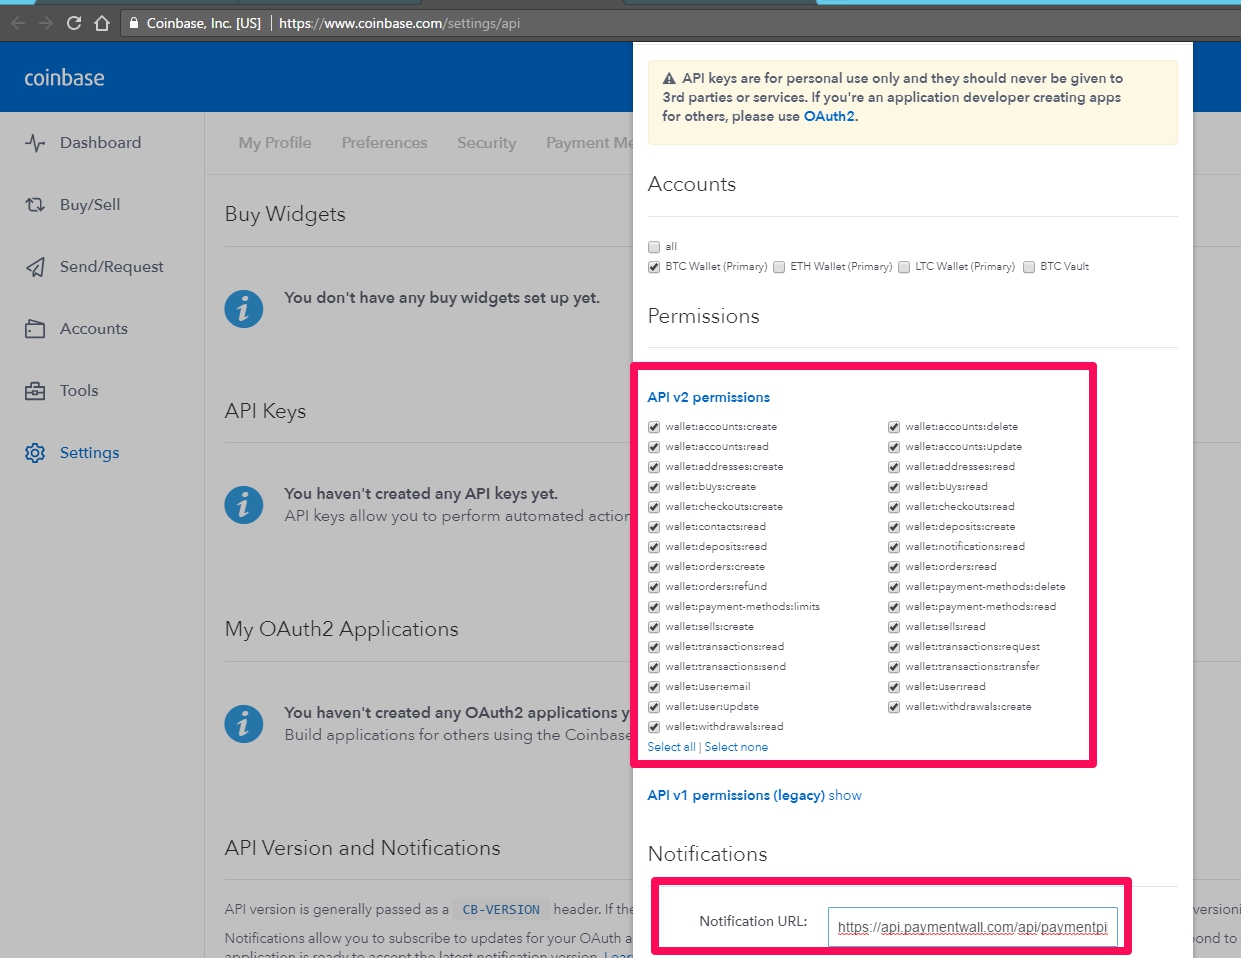 Coinbase, Inc. [US] | https://www.coinbase.com/settings/api
coinbase
Dashboard
Buy/Sell
Send/Request
Accounts
Tools
Settings
My Profile Preferences Security Payment Me
Buy Widgets
You don't have any buy widgets set up yet.
API Keys
You haven't created any API keys yet.
API keys allow you to perform automated action
My OAuth2 Applications
You haven't created any OAuth2 applications y
Build applications for others using the Coinbase
API Version and Notifications
API version is generally passed as a CB-VERSION header. If the
Notifications allow you to subscribe to updates for your OAuth a
application is ready to accept the latest notification version. Lear
API keys are for personal use only and they should never be given to
3rd parties or services. If you're an application developer creating apps
for others, please use OAuth2.
Accounts
all
BTC Wallet (Primary) ETH Wallet (Primary) LTC Wallet (Primary) BTC Vault
Permissions
API v2 permissions
wallet:accounts:create wallet:accounts:delete
wallet:accounts:read wallet:accounts:update
wallet:addresses:create wallet:addresses:read
wallet:buys:create wallet:buys:read
wallet:checkouts:create wallet:checkouts:read
wallet:contacts:read wallet:deposits:create
wallet:deposits:read wallet:notifications:read
wallet:orders:create wallet:orders:read
wallet:orders:refund wallet:payment-methods:delete
wallet:payment-methods:limits wallet:payment-methods:read
wallet:sells:create wallet:sells:read
wallet:transactions:read wallet:transactions:request
wallet:transactions:send wallet:transactions:transfer
wallet:user:email wallet:user:read
wallet:user:update wallet:withdrawals:create
wallet:withdrawals:read
Select all | Select none
API v1 permissions (legacy) show
Notifications
Notification URL: https://api.paymentwall.com/api/paymentpi
versioni
pond to